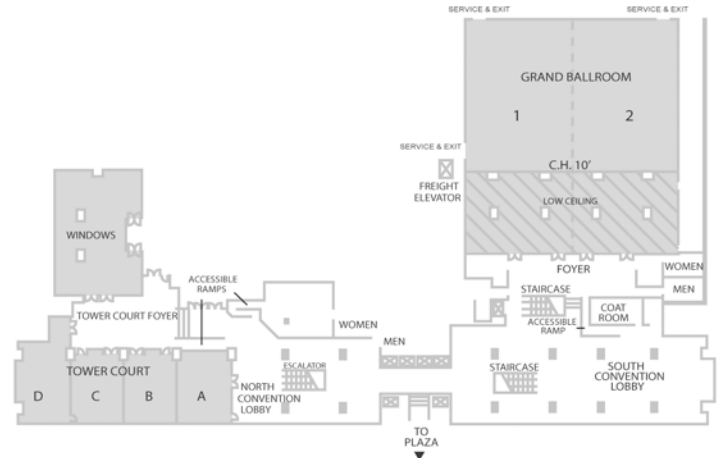 SERVICE & EXIT
SERVICE & EXIT
GRAND BALLROOM
1
2
SERVICE & EXIT
C.H. 10'
FREIGHT
ELEVATOR
LOW CEILING
WINDOWS
FOYER
WOMEN
ACCESSIBLE
RAMPS
STAIRCASE
MEN
TOWER COURT FOYER
COAT
ROOM
WOMEN
ACCESSIBLE
RAMP
MEN
TOWER COURT
ESCALATOR
STAIRCASE
SOUTH
CONVENTION
LOBBY
D
C
B
A
NORTH
CONVENTION
LOBBY
TO
PLAZA